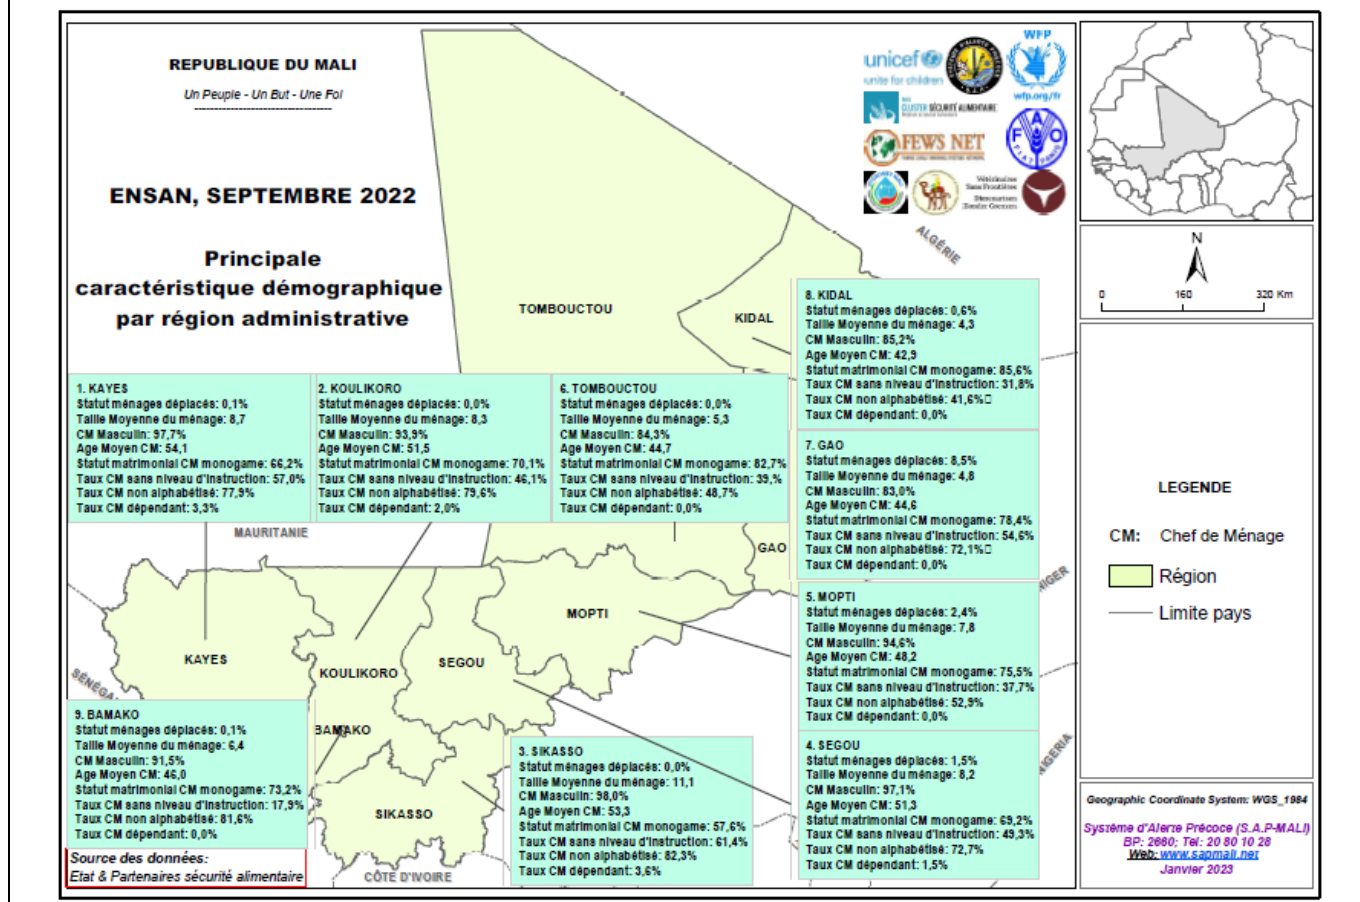 REPUBLIQUE DU MALI
Un Peuple - Un But - Une Foi
ENSAN, SEPTEMBRE 2022
Principale
caractéristique démographique
par région administrative
unicef
unite for children
WFP
wfp.org/fr
CLUSTER SÉCURITÉ ALIMENTAIRE
FEWS NET
FAO
FIAT PANIS
Vétérinaires
Sans Frontières
Dierenartsen
Zonder Grenzen
ALGÉRIE
TOMBOUCTOU
KIDAL
8. KIDAL
Statut ménages déplacés: 0,6%
Taille Moyenne du ménage: 4,3
CM Masculin: 85,2%
Age Moyen CM: 42,9
Statut matrimonial CM monogame: 85,6%
Taux CM sans niveau d'instruction: 31,8%
Taux CM non alphabétisé: 41,6%
Taux CM dépendant: 0,0%
1. KAYES
Statut ménages déplacés: 0,1%
Taille Moyenne du ménage: 8,7
CM Masculin: 97,7%
Age Moyen CM: 54,1
Statut matrimonial CM monogame: 66,2%
Taux CM sans niveau d'instruction: 57,0%
Taux CM non alphabétisé: 77,9%
Taux CM dépendant: 3,3%
2. KOULIKORO
Statut ménages déplacés: 0,0%
Taille Moyenne du ménage: 8,3
CM Masculin: 93,9%
Age Moyen CM: 51,5
Statut matrimonial CM monogame: 70,1%
Taux CM sans niveau d'instruction: 46,1%
Taux CM non alphabétisé: 79,6%
Taux CM dépendant: 2,0%
6. TOMBOUCTOU
Statut ménages déplacés: 0,0%
Taille Moyenne du ménage: 5,3
CM Masculin: 84,3%
Age Moyen CM: 44,7
Statut matrimonial CM monogame: 82,7%
Taux CM sans niveau d'instruction: 39,%
Taux CM non alphabétisé: 48,7%
Taux CM dépendant: 0,0%
7. GAO
Statut ménages déplacés: 8,5%
Taille Moyenne du ménage: 4,8
CM Masculin: 83,0%
Age Moyen CM: 44,6
Statut matrimonial CM monogame: 78,4%
Taux CM sans niveau d'instruction: 54,6%
Taux CM non alphabétisé: 72,1%
Taux CM dépendant: 0,0%
MAURITANIE
GAO
NIGER
MOPTI
KAYES
KOULIKORO
SEGOU
SÉNÉGAL
5. MOPTI
Statut ménages déplacés: 2,4%
Taille Moyenne du ménage: 7,8
CM Masculin: 94,6%
Age Moyen CM: 48,2
Statut matrimonial CM monogame: 75,5%
Taux CM sans niveau d'instruction: 37,7%
Taux CM non alphabétisé: 52,9%
Taux CM dépendant: 0,0%
9. BAMAKO
Statut ménages déplacés: 0,1%
Taille Moyenne du ménage: 6,4
CM Masculin: 91,5%
Age Moyen CM: 46,0
Statut matrimonial CM monogame: 73,2%
Taux CM sans niveau d'instruction: 17,9%
Taux CM non alphabétisé: 81,6%
Taux CM dépendant: 0,0%
BAMAKO
SIKASSO
3. SIKASSO
Statut ménages déplacés: 0,0%
Taille Moyenne du ménage: 11,1
CM Masculin: 98,0%
Age Moyen CM: 53,3
Statut matrimonial CM monogame: 57,6%
Taux CM sans niveau d'instruction: 61,4%
Taux CM non alphabétisé: 82,3%
Taux CM dépendant: 3,6%
4. SEGOU
Statut ménages déplacés: 1,5%
Taille Moyenne du ménage: 8,2
CM Masculin: 97,1%
Age Moyen CM: 51,3
Statut matrimonial CM monogame: 69,2%
Taux CM sans niveau d'instruction: 49,3%
Taux CM non alphabétisé: 72,7%
Taux CM dépendant: 1,5%
NIGERIA
CÔTE D'IVOIRE
Source des données:
Etat & Partenaires sécurité alimentaire
N
0 160 320 Km
LEGENDE
CM: Chef de Ménage
Région
Limite pays
Geographic Coordinate System: WGS_1984
Système d'Alerte Précoce (S.A.P-MALI)
BP: 2660; Tel: 20 80 10 28
Web: www.sapmali.net
Janvier 2023